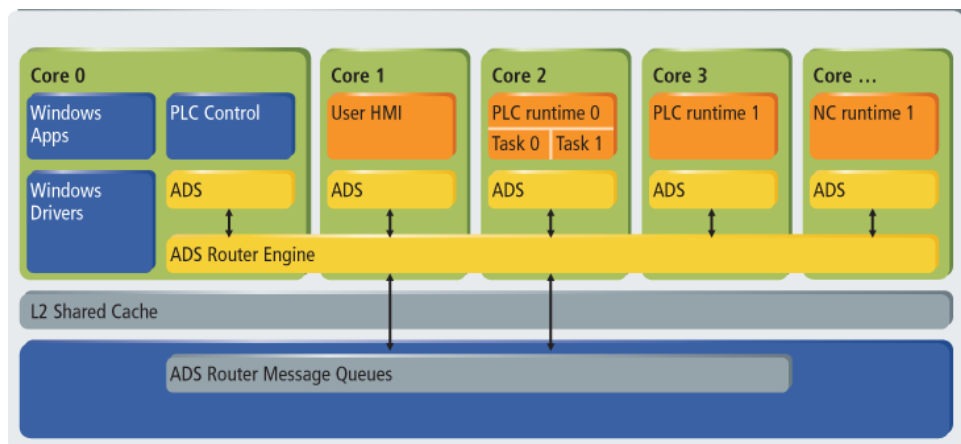 Core 0
Core 1
Core 2
Core 3
Core ...
Windows
Apps
PLC Control
User HMI
PLC runtime 0
Task 0
Task 1
PLC runtime 1
NC runtime 1
Windows
Drivers
ADS
ADS
ADS
ADS
ADS
ADS Router Engine
L2 Shared Cache
ADS Router Message Queues